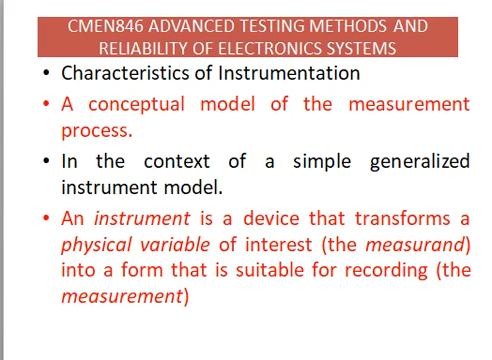 CMEN846 ADVANCED TESTING METHODS AND
RELIABILITY OF ELECTRONICS SYSTEMS
• Characteristics of Instrumentation
• A conceptual model of the measurement
process.
• In the context of a simple generalized
instrument model.
• An instrument is a device that transforms a
physical variable of interest (the measurand)
into a form that is suitable for recording (the
measurement)